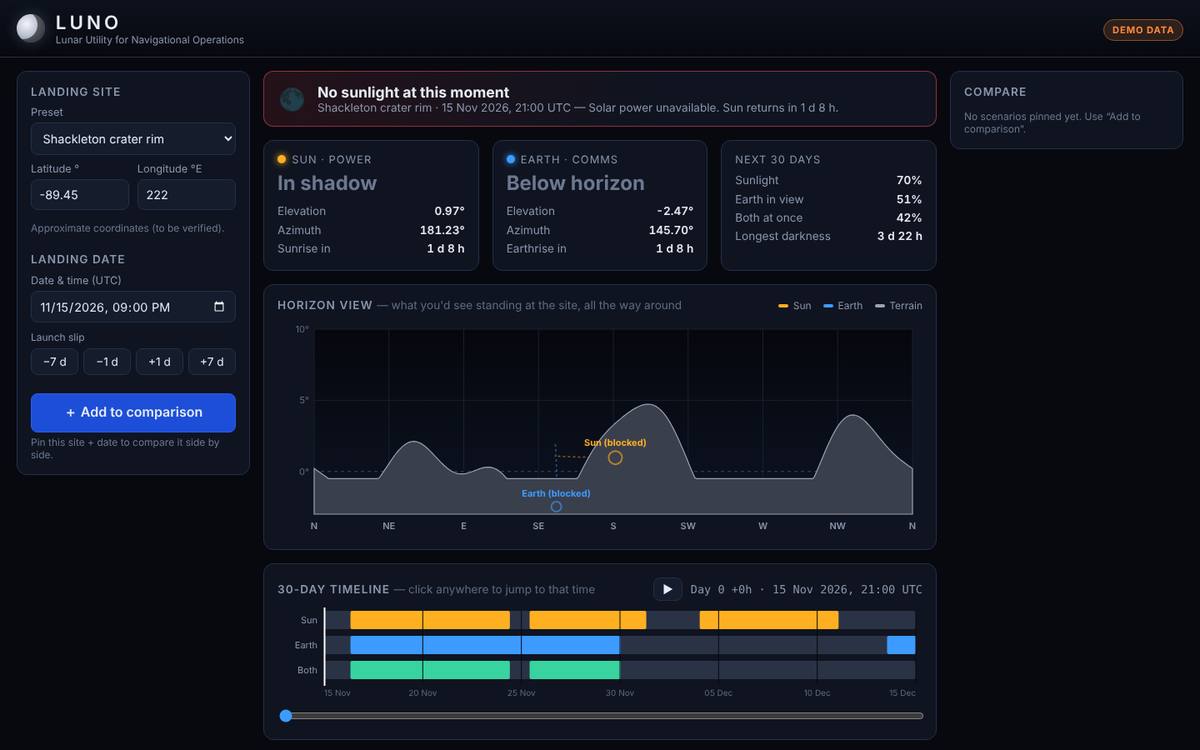 LUNO
Lunar Utility for Navigational Operations
DEMO DATA
LANDING SITE
Preset
Shackleton crater rim
Latitude °
Longitude °E
-89.45
222
Approximate coordinates (to be verified).
LANDING DATE
Date & time (UTC)
11/15/2026, 09:00 PM
Launch slip
−7 d
−1 d
+1 d
+7 d
+ Add to comparison
Pin this site + date to compare it side by
side.
No sunlight at this moment
Shackleton crater rim · 15 Nov 2026, 21:00 UTC — Solar power unavailable. Sun returns in 1 d 8 h.
SUN · POWER
In shadow
Elevation 0.97°
Azimuth 181.23°
Sunrise in 1 d 8 h
EARTH · COMMS
Below horizon
Elevation -2.47°
Azimuth 145.70°
Earthrise in 1 d 8 h
NEXT 30 DAYS
Sunlight 70%
Earth in view 51%
Both at once 42%
Longest darkness 3 d 22 h
HORIZON VIEW — what you'd see standing at the site, all the way around
Sun Earth Terrain
10°
5°
0°
Sun (blocked)
Earth (blocked)
N NE E SE S SW W NW N
30-DAY TIMELINE — click anywhere to jump to that time
Day 0 +0h · 15 Nov 2026, 21:00 UTC
Sun
Earth
Both
15 Nov 20 Nov 25 Nov 30 Nov 05 Dec 10 Dec 15 Dec
COMPARE
No scenarios pinned yet. Use “Add to
comparison”.